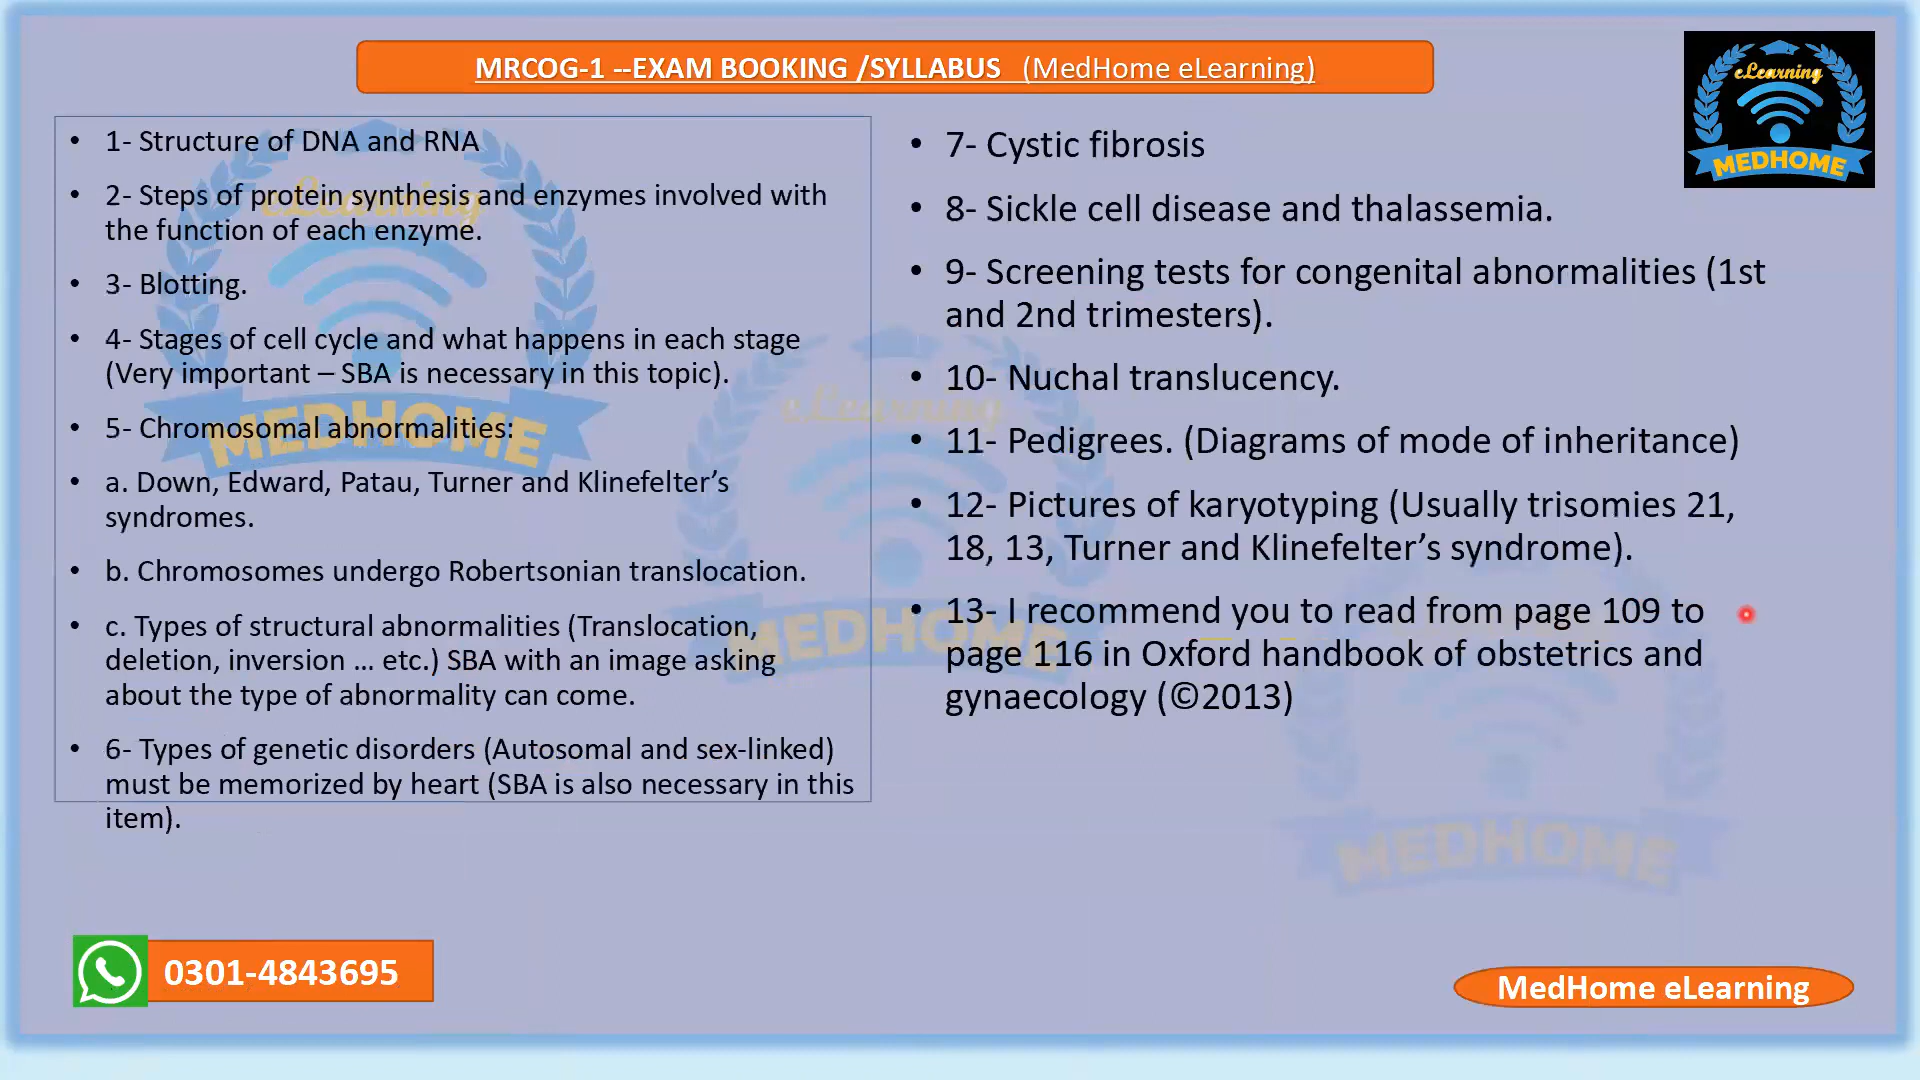 MRCOG-1 --EXAM BOOKING /SYLLABUS (MedHome eLearning)
eLearning
MEDHOME
• 1- Structure of DNA and RNA
• 2- Steps of protein synthesis and enzymes involved with
the function of each enzyme.
• 3- Blotting.
• 4- Stages of cell cycle and what happens in each stage
(Very important – SBA is necessary in this topic).
• 5- Chromosomal abnormalities:
• a. Down, Edward, Patau, Turner and Klinefelter’s
syndromes.
• b. Chromosomes undergo Robertsonian translocation.
• c. Types of structural abnormalities (Translocation,
deletion, inversion ... etc.) SBA with an image asking
about the type of abnormality can come.
• 6- Types of genetic disorders (Autosomal and sex-linked)
must be memorized by heart (SBA is also necessary in this
item).
• 7- Cystic fibrosis
• 8- Sickle cell disease and thalassemia.
• 9- Screening tests for congenital abnormalities (1st
and 2nd trimesters).
• 10- Nuchal translucency.
• 11- Pedigrees. (Diagrams of mode of inheritance)
• 12- Pictures of karyotyping (Usually trisomies 21,
18, 13, Turner and Klinefelter’s syndrome).
• 13- I recommend you to read from page 109 to
page 116 in Oxford handbook of obstetrics and
gynaecology (©2013)
eLearning
MEDHOME
eLearning
MEDHOME
MEDHOME
0301-4843695
MedHome eLearning